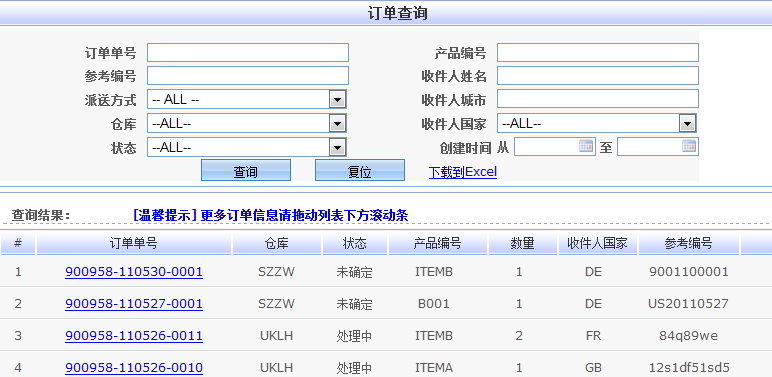 订单查询
订单单号 产品编号
参考编号 收件人姓名
派送方式 -- ALL -- 收件人城市
仓库 --ALL-- 收件人国家 --ALL--
状态 --ALL-- 创建时间 从 至
查询 复位 下载到Excel
查询结果： [温馨提示] 更多订单信息请拖动列表下方滚动条
# 订单单号 仓库 状态 产品编号 数量 收件人国家 参考编号
1 900958-110530-0001 SZZW 未确定 ITEMB 1 DE 9001100001
2 900958-110527-0001 SZZW 未确定 B001 1 DE US20110527
3 900958-110526-0011 UKLH 处理中 ITEMB 2 FR 84q89we
4 900958-110526-0010 UKLH 处理中 ITEMA 1 GB 12s1df51sd5